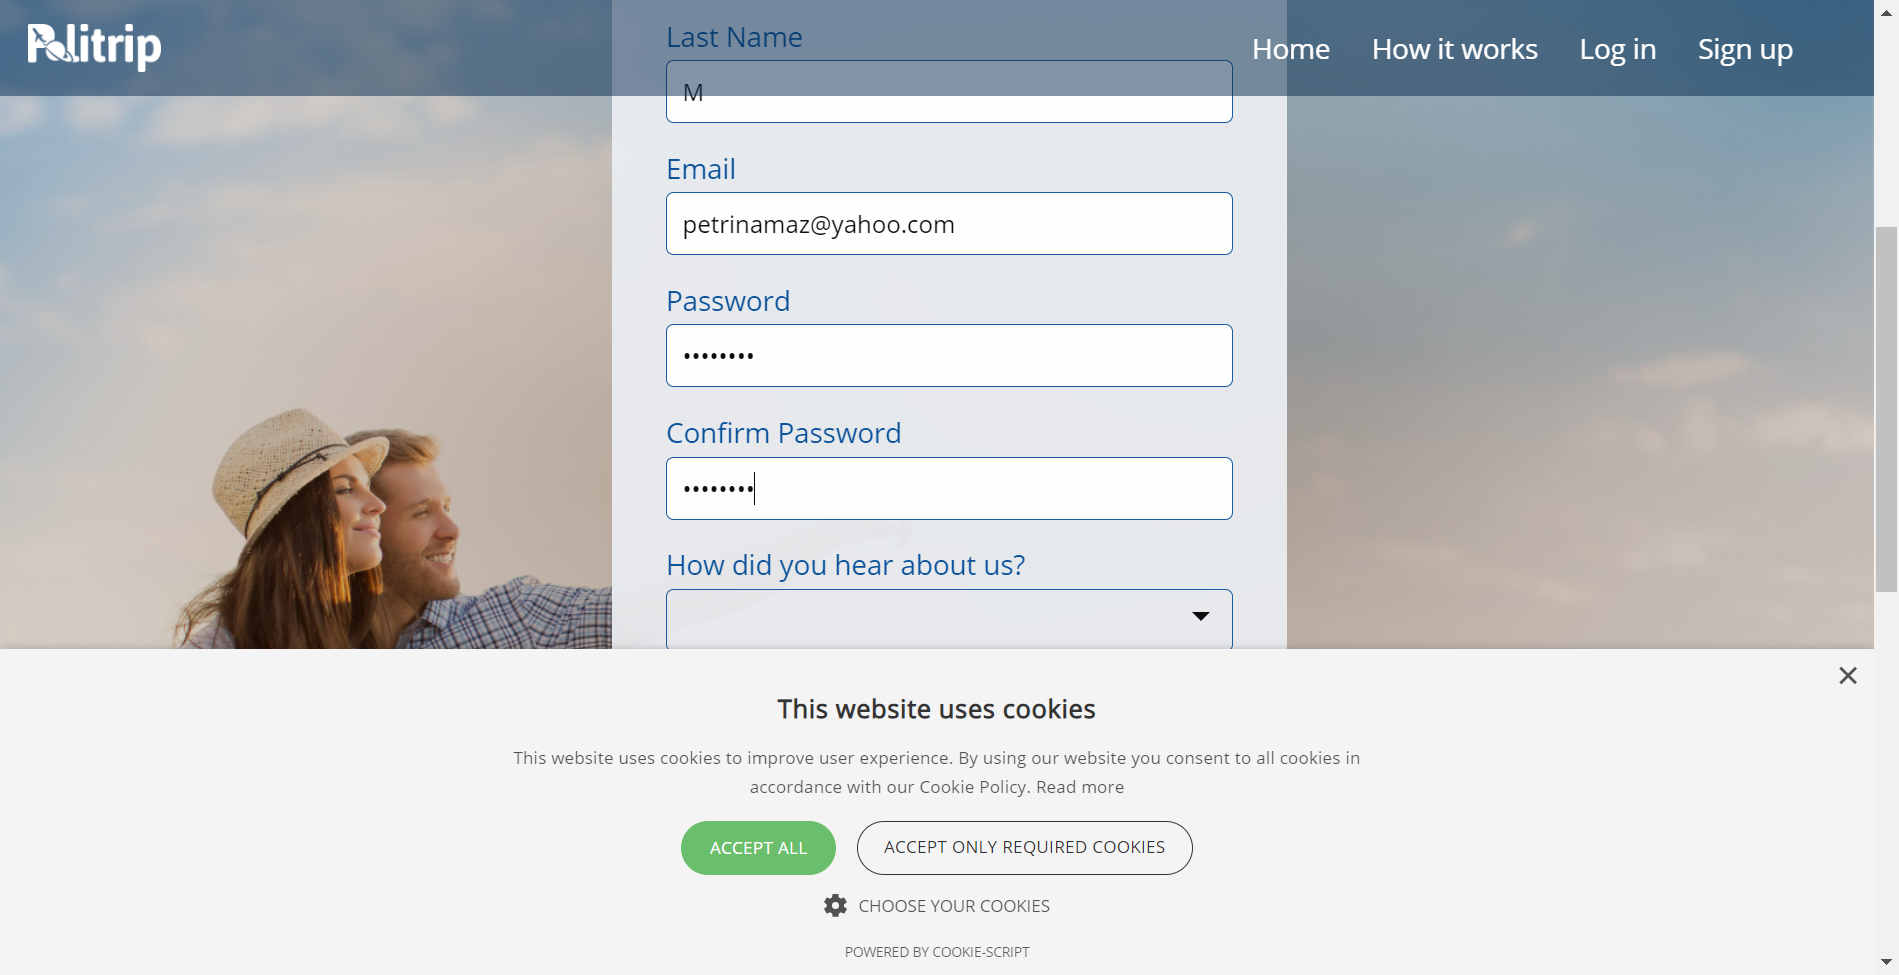 Politrip
Home
How it works
Log in
Sign up
Last Name
M
Email
petrinamaz@yahoo.com
Password
••••••••
Confirm Password
••••••••
How did you hear about us?
This website uses cookies
This website uses cookies to improve user experience. By using our website you consent to all cookies in
accordance with our Cookie Policy. Read more
ACCEPT ALL
ACCEPT ONLY REQUIRED COOKIES
CHOOSE YOUR COOKIES
POWERED BY COOKIE-SCRIPT